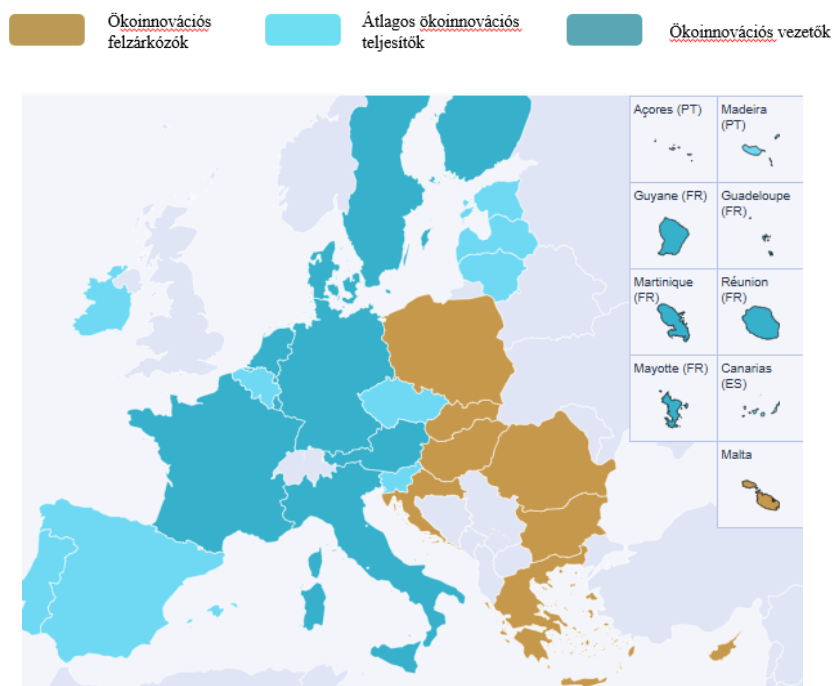 Ökoinnovációs
felzárkózók
Átlagos ökoinnovációs
teljesítők
Ökoinnovációs vezetők
Açores (PT)
Madeira
(PT)
Guyane (FR)
Guadeloupe
(FR)
Martinique
(FR)
Réunion
(FR)
Mayotte (FR)
Canarias
(ES)
Malta